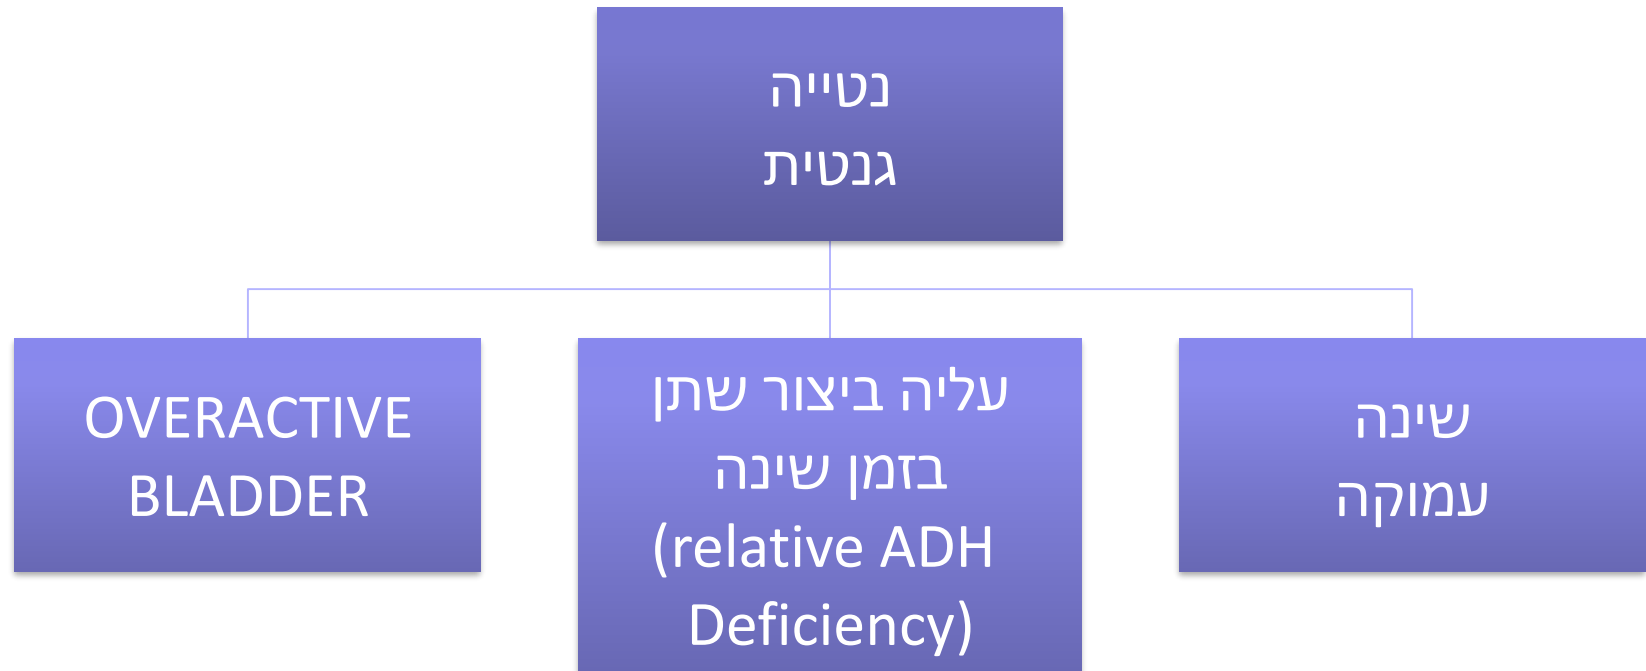 נטייה
גנטית
שינה
עמוקה
עליה ביצור שתן
בזמן שינה
(relative ADH
Deficiency)
OVERACTIVE
BLADDER